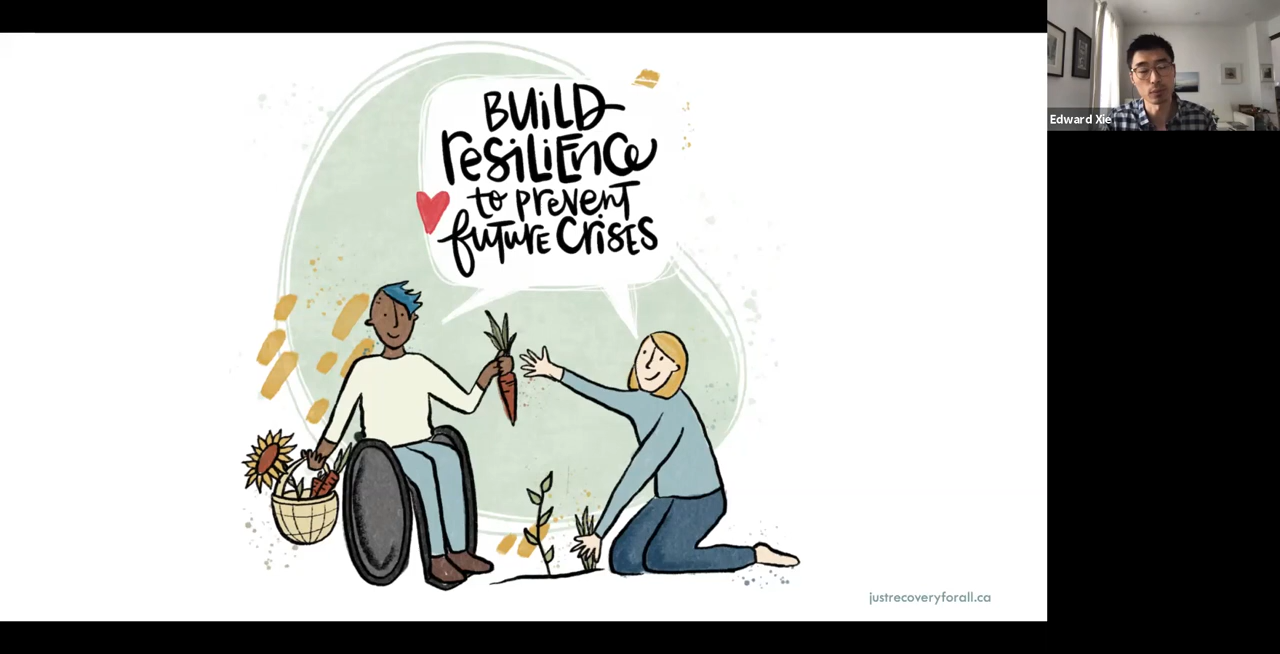 BUILD
resilience
to prevent
future crises
justrecoveryforall.ca
Edward Xie